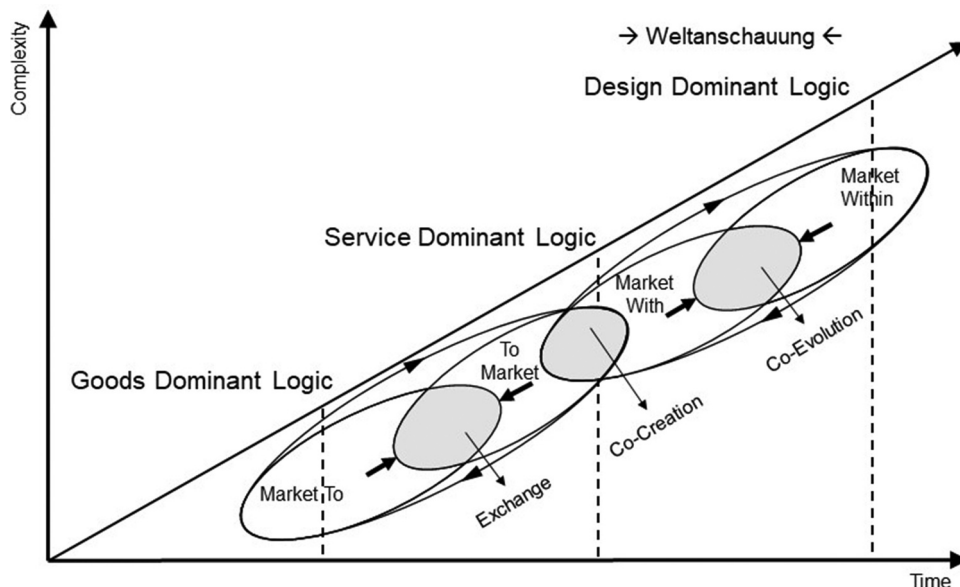 Complexity
→ Weltanschauung ←
Design Dominant Logic
Market
Within
Service Dominant Logic
Market
With
Co-Evolution
To
Market
Goods Dominant Logic
Co-Creation
Market To
Exchange
Time